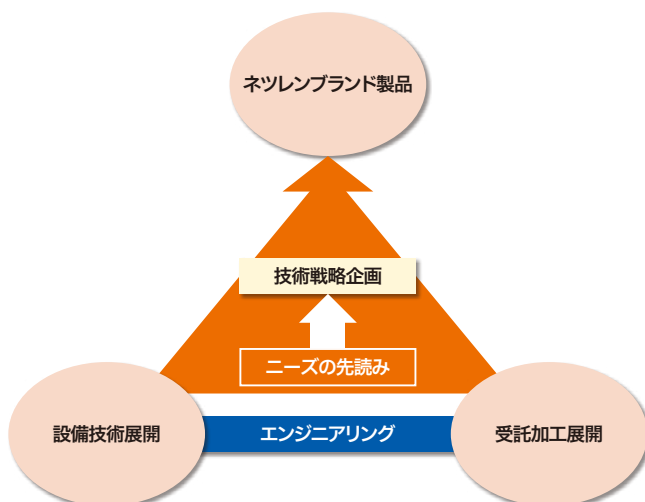 ネツレンブランド製品
技術戦略企画
ニーズの先読み
設備技術展開
エンジニアリング
受託加工展開